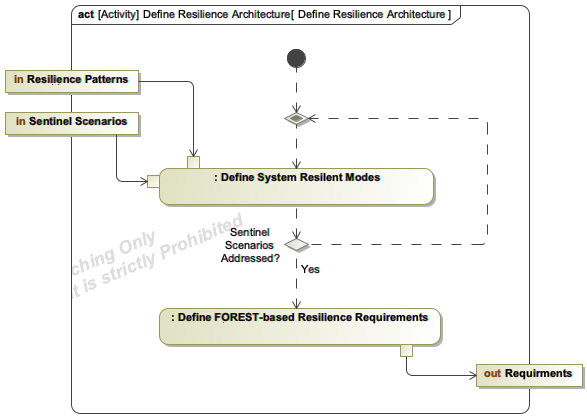 act [Activity] Define Resilience Architecture[ Define Resilience Architecture ]
in Resilience Patterns
in Sentinel Scenarios
: Define System Resilent Modes
Sentinel
Scenarios
Addressed?
Yes
ching Only
t is strictly Prohibited
: Define FOREST-based Resilience Requirements
out Requirments